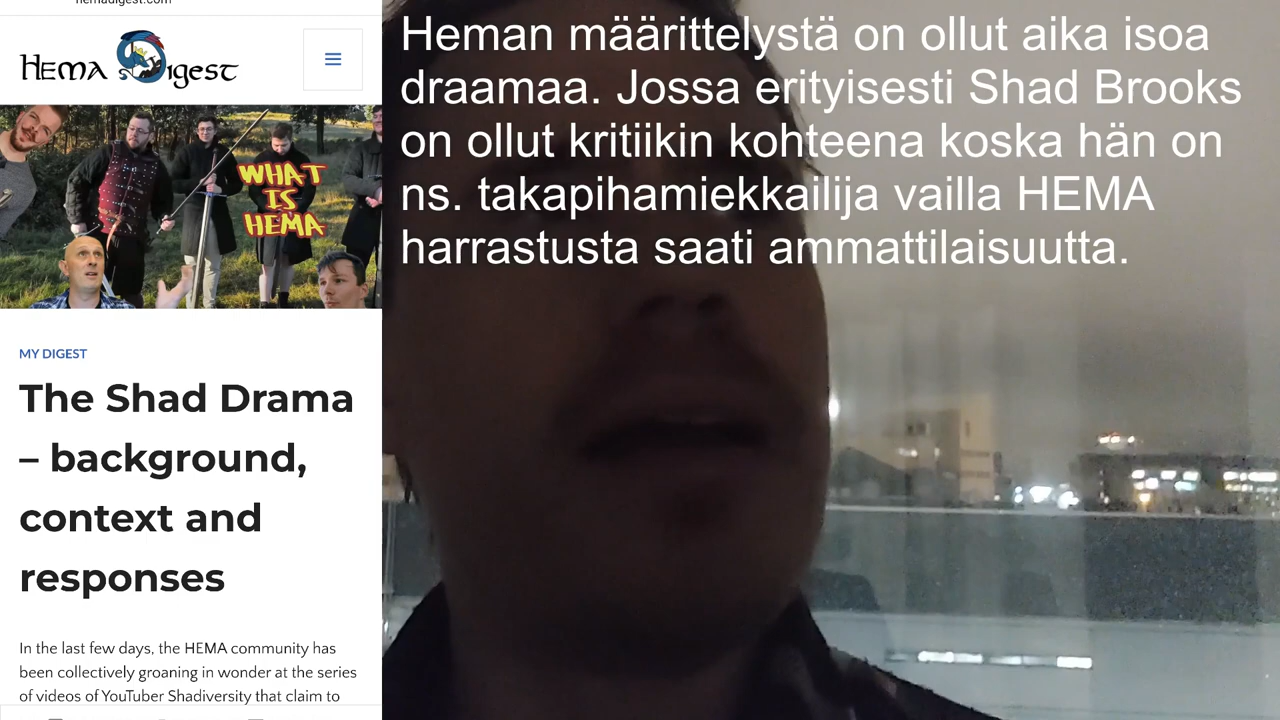 hemadigest.com
HEMA DIGEST
WHAT
IS
HEMA
MY DIGEST
The Shad Drama
– background,
context and
responses
In the last few days, the HEMA community has
been collectively groaning in wonder at the series
of videos of YouTuber Shadiversity that claim to
Heman määrittelystä on ollut aika isoa
draamaa. Jossa erityisesti Shad Brooks
on ollut kritiikin kohteena koska hän on
ns. takapihamiekkailija vailla HEMA
harrastusta saati ammattilaisuutta.